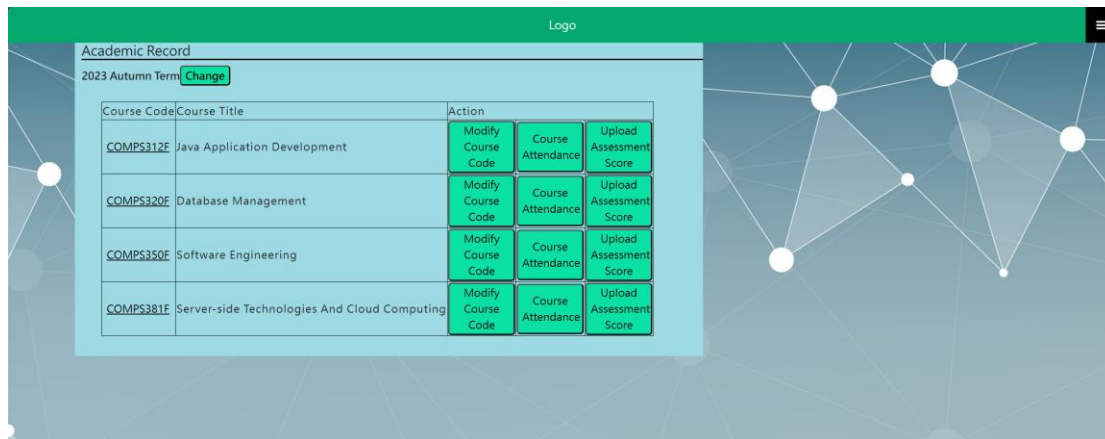 Logo
Academic Record
2023 Autumn Term Change
Course Code Course Title Action
COMPS312F Java Application Development Modify Course Code Course Attendance Upload Assessment Score
COMPS320F Database Management Modify Course Code Course Attendance Upload Assessment Score
COMPS350F Software Engineering Modify Course Code Course Attendance Upload Assessment Score
COMPS381F Server-side Technologies And Cloud Computing Modify Course Code Course Attendance Upload Assessment Score